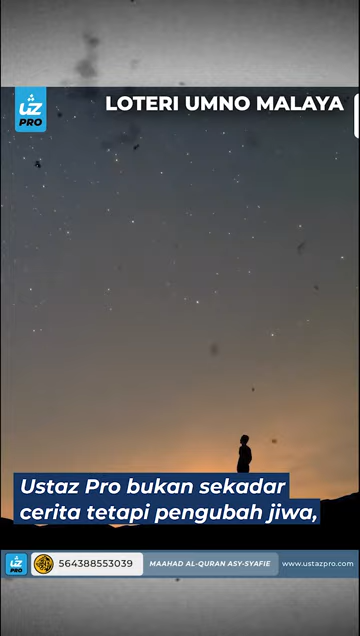 UZ
PRO
LOTERI UMNO MALAYA
Ustaz Pro bukan sekadar
cerita tetapi pengubah jiwa,
UZ
PRO
564388553039
MAAHAD AL-QURAN ASY-SYAFIE
www.ustazpro.com